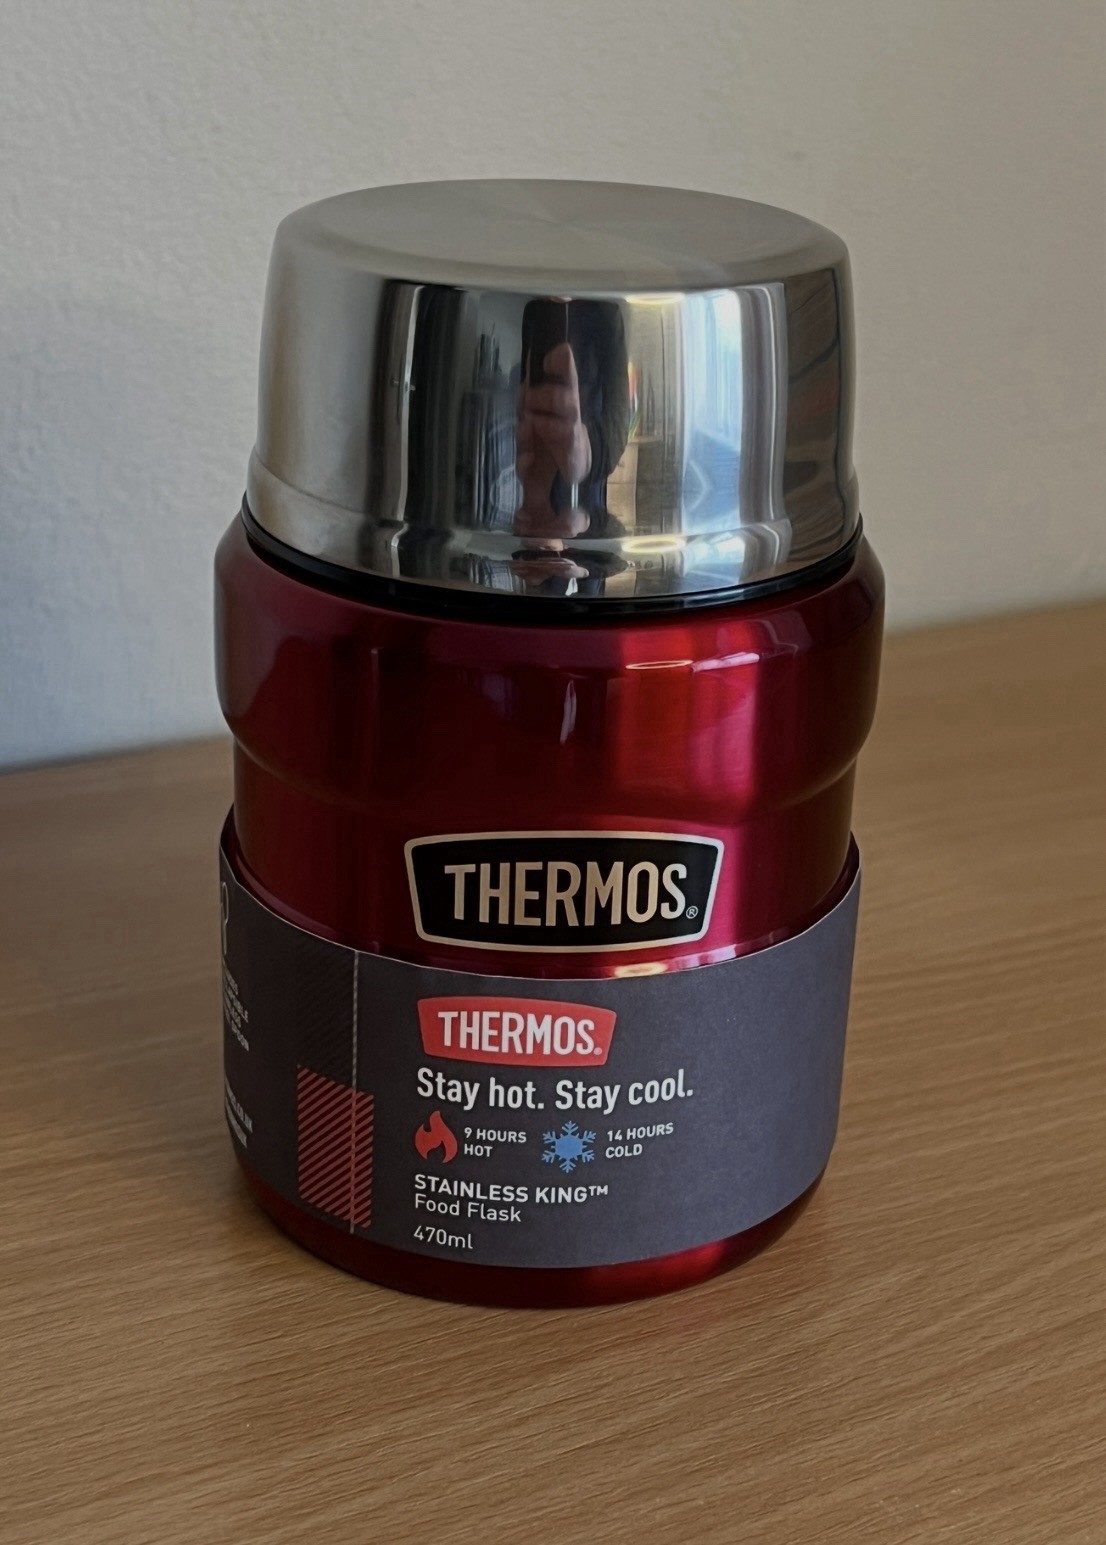 THERMOS®
THERMOS®
Stay hot. Stay cool.
9 HOURS
HOT
14 HOURS
COLD
STAINLESS KING™
Food Flask
470ml